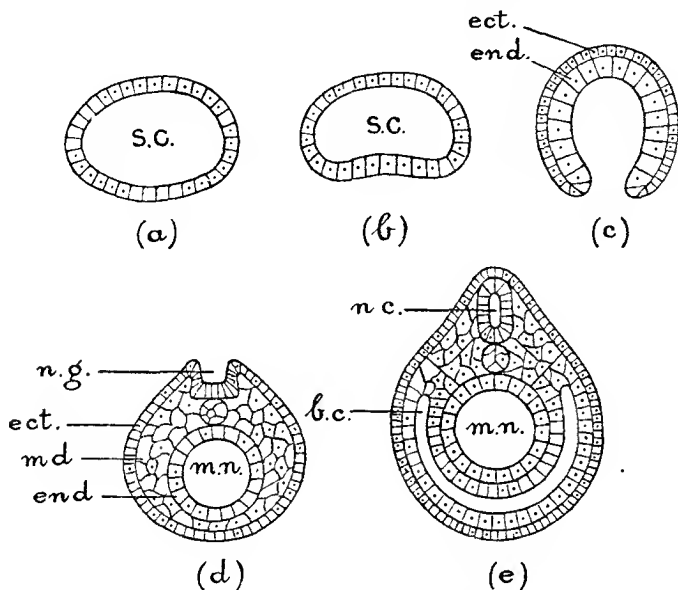 ect.
end.
S.C.
S.C.
(a)
(b)
(c)
n c.
n.g.
ect.
b.c.
md
m.n.
m.n.
end
(d)
(e)